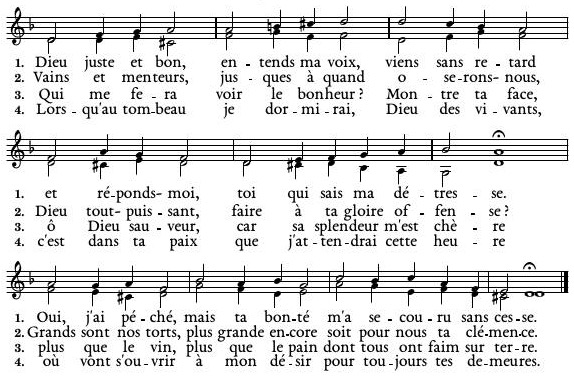 1. Dieu juste et bon, en - tends ma voix, viens sans re - tard
2. Vains et menteurs, jus - ques à quand o - se-rons- nous,
3. Qui me fe - ra voir le bonheur? Mon - tre ta face,
4. Lors - qu'au tom - beau je dor - mi - rai, Dieu des vi - vants,
1. et ré-ponds- moi, toi qui sais ma dé - tres - se.
2. Dieu tout- puis - sant, faire à ta gloire of - fen - se?
3. ô Dieu sau - veur, car sa splendeur m'est chè - re
4. c'est dans ta paix que j'at - ten - drai cette heu - re
1. Oui, j'ai pé - ché, mais ta bon-té m'a se - cou - ru sans ces-se.
2. Grands sont nos torts, plus grande en-core soit pour nous ta clé-men-ce.
3. plus que le vin, plus que le pain dont tous ont faim sur ter- re.
4. où vont s'ou - vrir à mon dé - sir pour tou - jours tes de-meu-res.